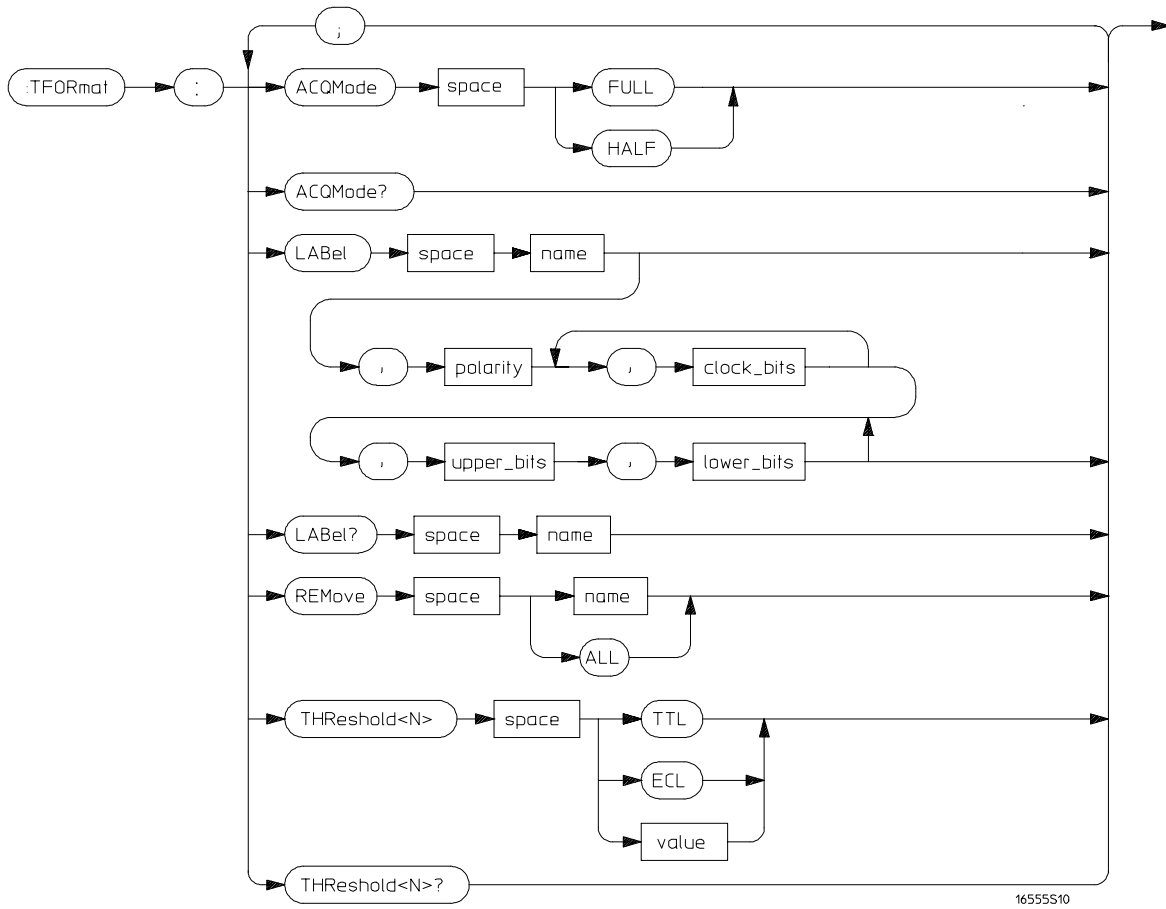 ;
:TFORmat : ACQMode space FULL
HALF
ACQMode?
LABel space name
, polarity , clock_bits
, upper_bits , lower_bits
LABel? space name
REMove space name
ALL
THReshold<N> space TTL
ECL
value
THReshold<N>?
16555S10